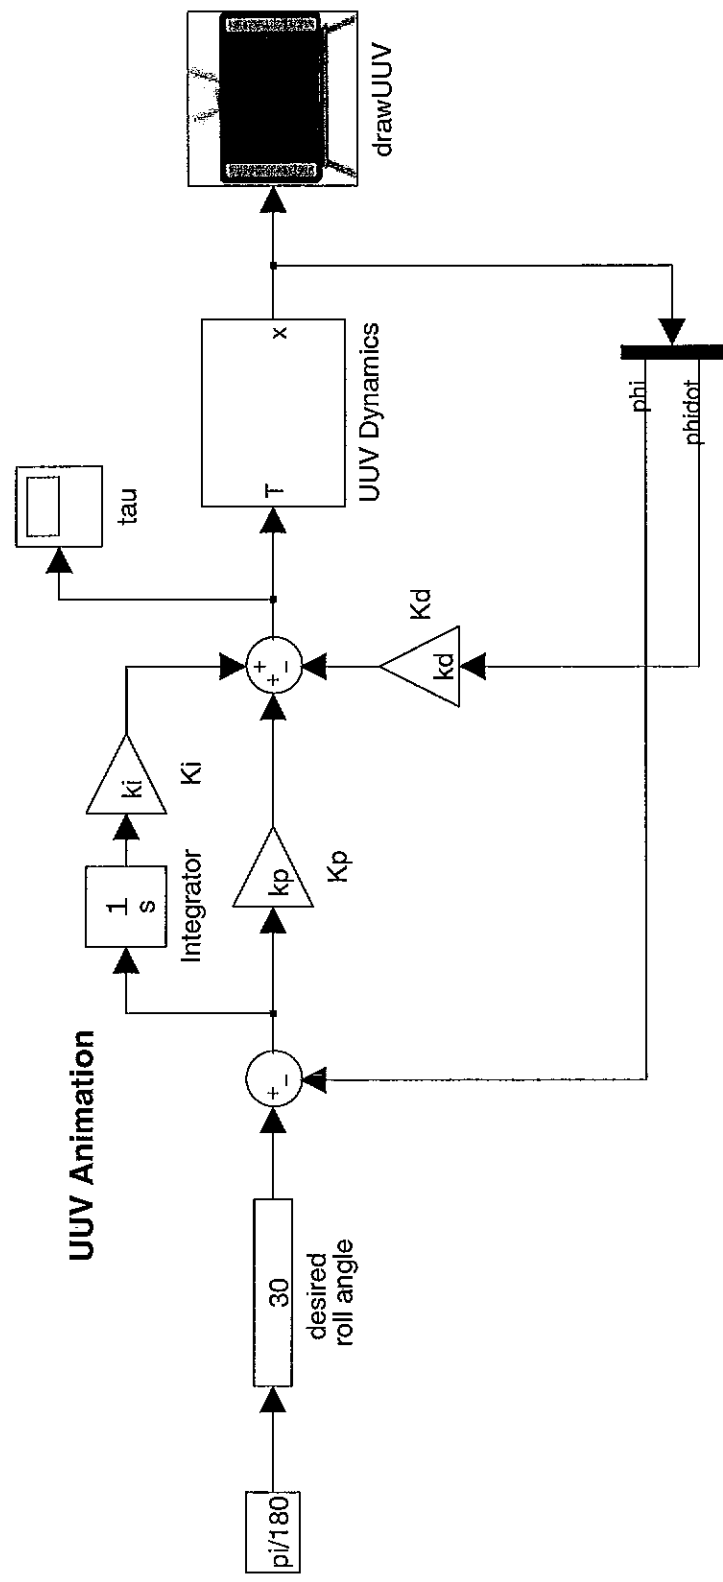 UUV Animation
pi/180
30
desired
roll angle
+
−
1
s
Integrator
ki
Ki
kp
Kp
+
+
−
kd
Kd
tau
T
x
UUV Dynamics
drawUUV
phi
phidot